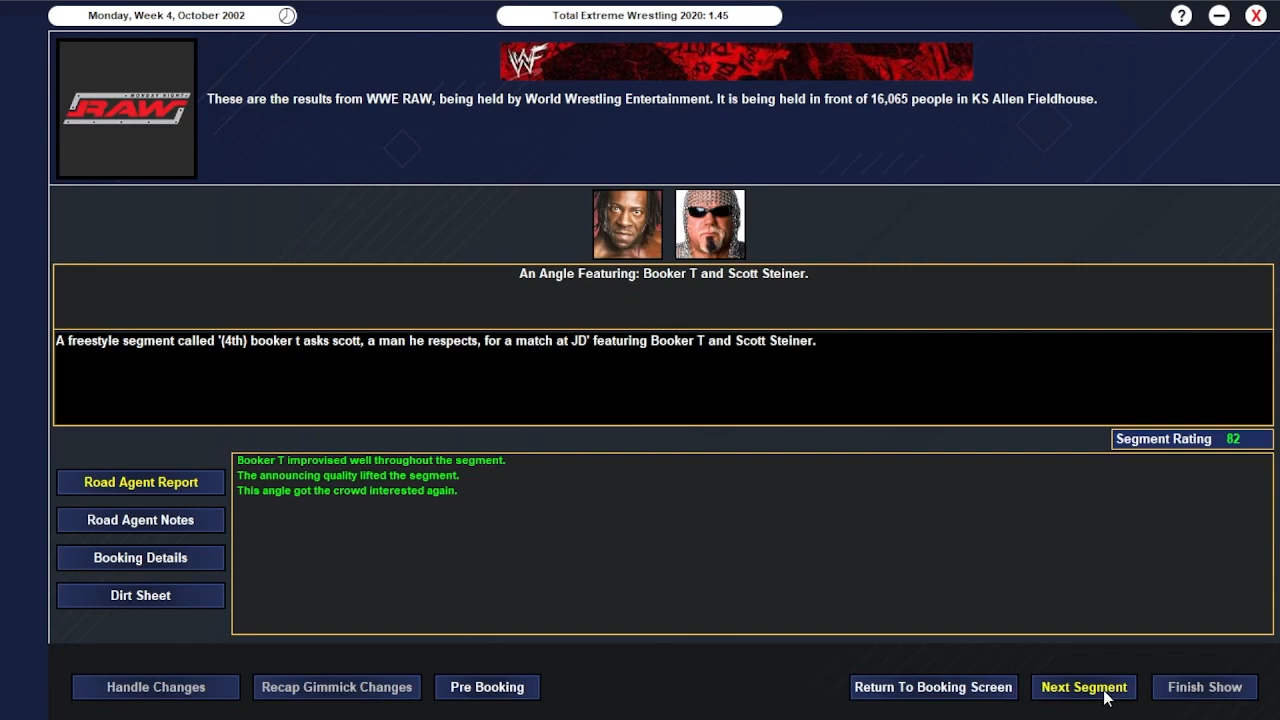 Monday, Week 4, October 2002
Total Extreme Wrestling 2020: 1.45
?
X
MONDAY NIGHT
RAW
These are the results from WWE RAW, being held by World Wrestling Entertainment. It is being held in front of 16,065 people in KS Allen Fieldhouse.
An Angle Featuring: Booker T and Scott Steiner.
A freestyle segment called '(4th) booker t asks scott, a man he respects, for a match at JD' featuring Booker T and Scott Steiner.
Segment Rating 82
Booker T improvised well throughout the segment.
The announcing quality lifted the segment.
This angle got the crowd interested again.
Road Agent Report
Road Agent Notes
Booking Details
Dirt Sheet
Handle Changes
Recap Gimmick Changes
Pre Booking
Return To Booking Screen
Next Segment
Finish Show